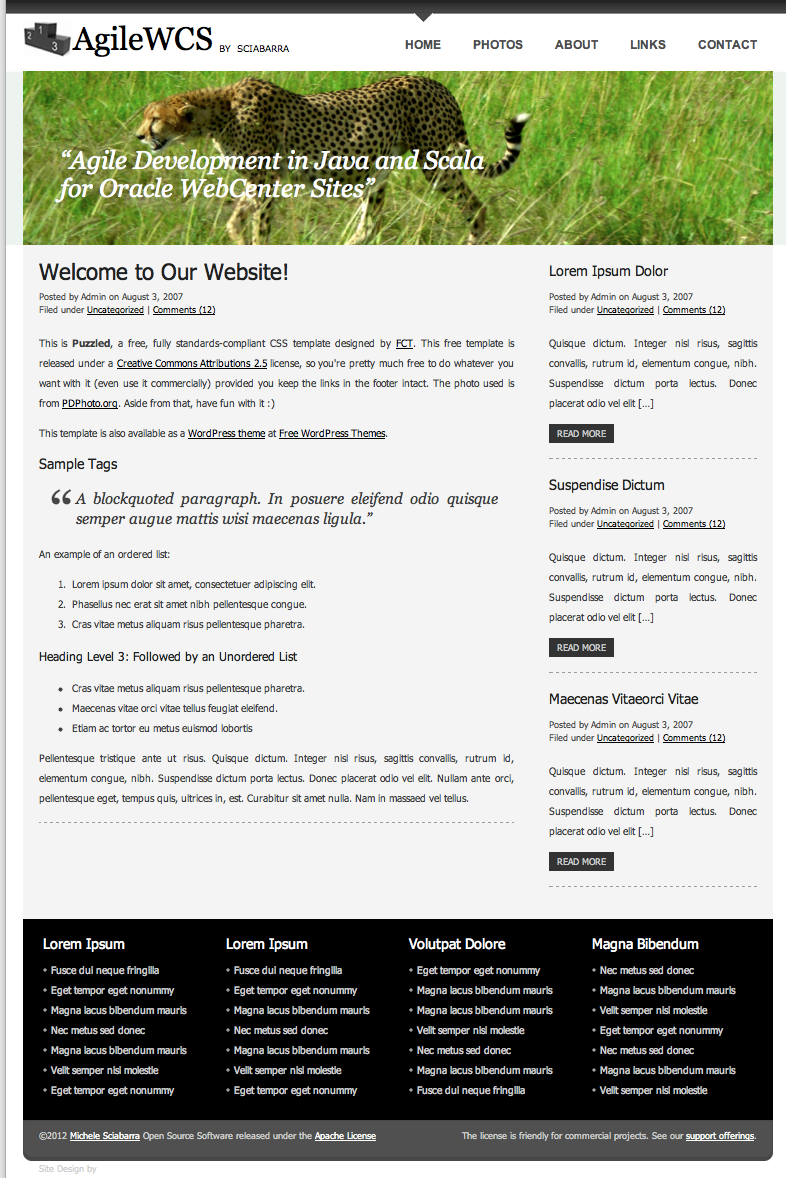 2 1 3
AgileWCS BY SCIABARRA
HOME PHOTOS ABOUT LINKS CONTACT
“Agile Development in Java and Scala
for Oracle WebCenter Sites”
Welcome to Our Website!
Posted by Admin on August 3, 2007
Filed under Uncategorized | Comments (12)
This is Puzzled, a free, fully standards-compliant CSS template designed by FCT. This free template is
released under a Creative Commons Attributions 2.5 license, so you're pretty much free to do whatever you
want with it (even use it commercially) provided you keep the links in the footer intact. The photo used is
from PDPhoto.org. Aside from that, have fun with it :)
This template is also available as a WordPress theme at Free WordPress Themes.
Sample Tags
“ A blockquoted paragraph. In posuere eleifend odio quisque
semper augue mattis wisi maecenas ligula.”
An example of an ordered list:
1. Lorem ipsum dolor sit amet, consectetuer adipiscing elit.
2. Phasellus nec erat sit amet nibh pellentesque congue.
3. Cras vitae metus aliquam risus pellentesque pharetra.
Heading Level 3: Followed by an Unordered List
• Cras vitae metus aliquam risus pellentesque pharetra.
• Maecenas vitae orci vitae tellus feugiat eleifend.
• Etiam ac tortor eu metus euismod lobortis
Pellentesque tristique ante ut risus. Quisque dictum. Integer nisl risus, sagittis convallis, rutrum id,
elementum congue, nibh. Suspendisse dictum porta lectus. Donec placerat odio vel elit. Nullam ante orci,
pellentesque eget, tempus quis, ultrices in, est. Curabitur sit amet nulla. Nam in massaed vel tellus.
Lorem Ipsum Dolor
Posted by Admin on August 3, 2007
Filed under Uncategorized | Comments (12)
Quisque dictum. Integer nisl risus, sagittis
convallis, rutrum id, elementum congue, nibh.
Suspendisse dictum porta lectus. Donec
placerat odio vel elit [...]
READ MORE
Suspendise Dictum
Posted by Admin on August 3, 2007
Filed under Uncategorized | Comments (12)
Quisque dictum. Integer nisl risus, sagittis
convallis, rutrum id, elementum congue, nibh.
Suspendisse dictum porta lectus. Donec
placerat odio vel elit [...]
READ MORE
Maecenas Vitaeorci Vitae
Posted by Admin on August 3, 2007
Filed under Uncategorized | Comments (12)
Quisque dictum. Integer nisl risus, sagittis
convallis, rutrum id, elementum congue, nibh.
Suspendisse dictum porta lectus. Donec
placerat odio vel elit [...]
READ MORE
Lorem Ipsum
Fusce dui neque fringilla
Eget tempor eget nonummy
Magna lacus bibendum mauris
Nec metus sed donec
Magna lacus bibendum mauris
Velit semper nisi molestie
Eget tempor eget nonummy
Lorem Ipsum
Fusce dui neque fringilla
Eget tempor eget nonummy
Magna lacus bibendum mauris
Nec metus sed donec
Magna lacus bibendum mauris
Velit semper nisi molestie
Eget tempor eget nonummy
Volutpat Dolore
Eget tempor eget nonummy
Magna lacus bibendum mauris
Magna lacus bibendum mauris
Velit semper nisi molestie
Nec metus sed donec
Magna lacus bibendum mauris
Fusce dui neque fringilla
Magna Bibendum
Nec metus sed donec
Magna lacus bibendum mauris
Velit semper nisi molestie
Eget tempor eget nonummy
Nec metus sed donec
Magna lacus bibendum mauris
Velit semper nisi molestie
©2012 Michele Sciabarra Open Source Software released under the Apache License
The license is friendly for commercial projects. See our support offerings.
Site Design by